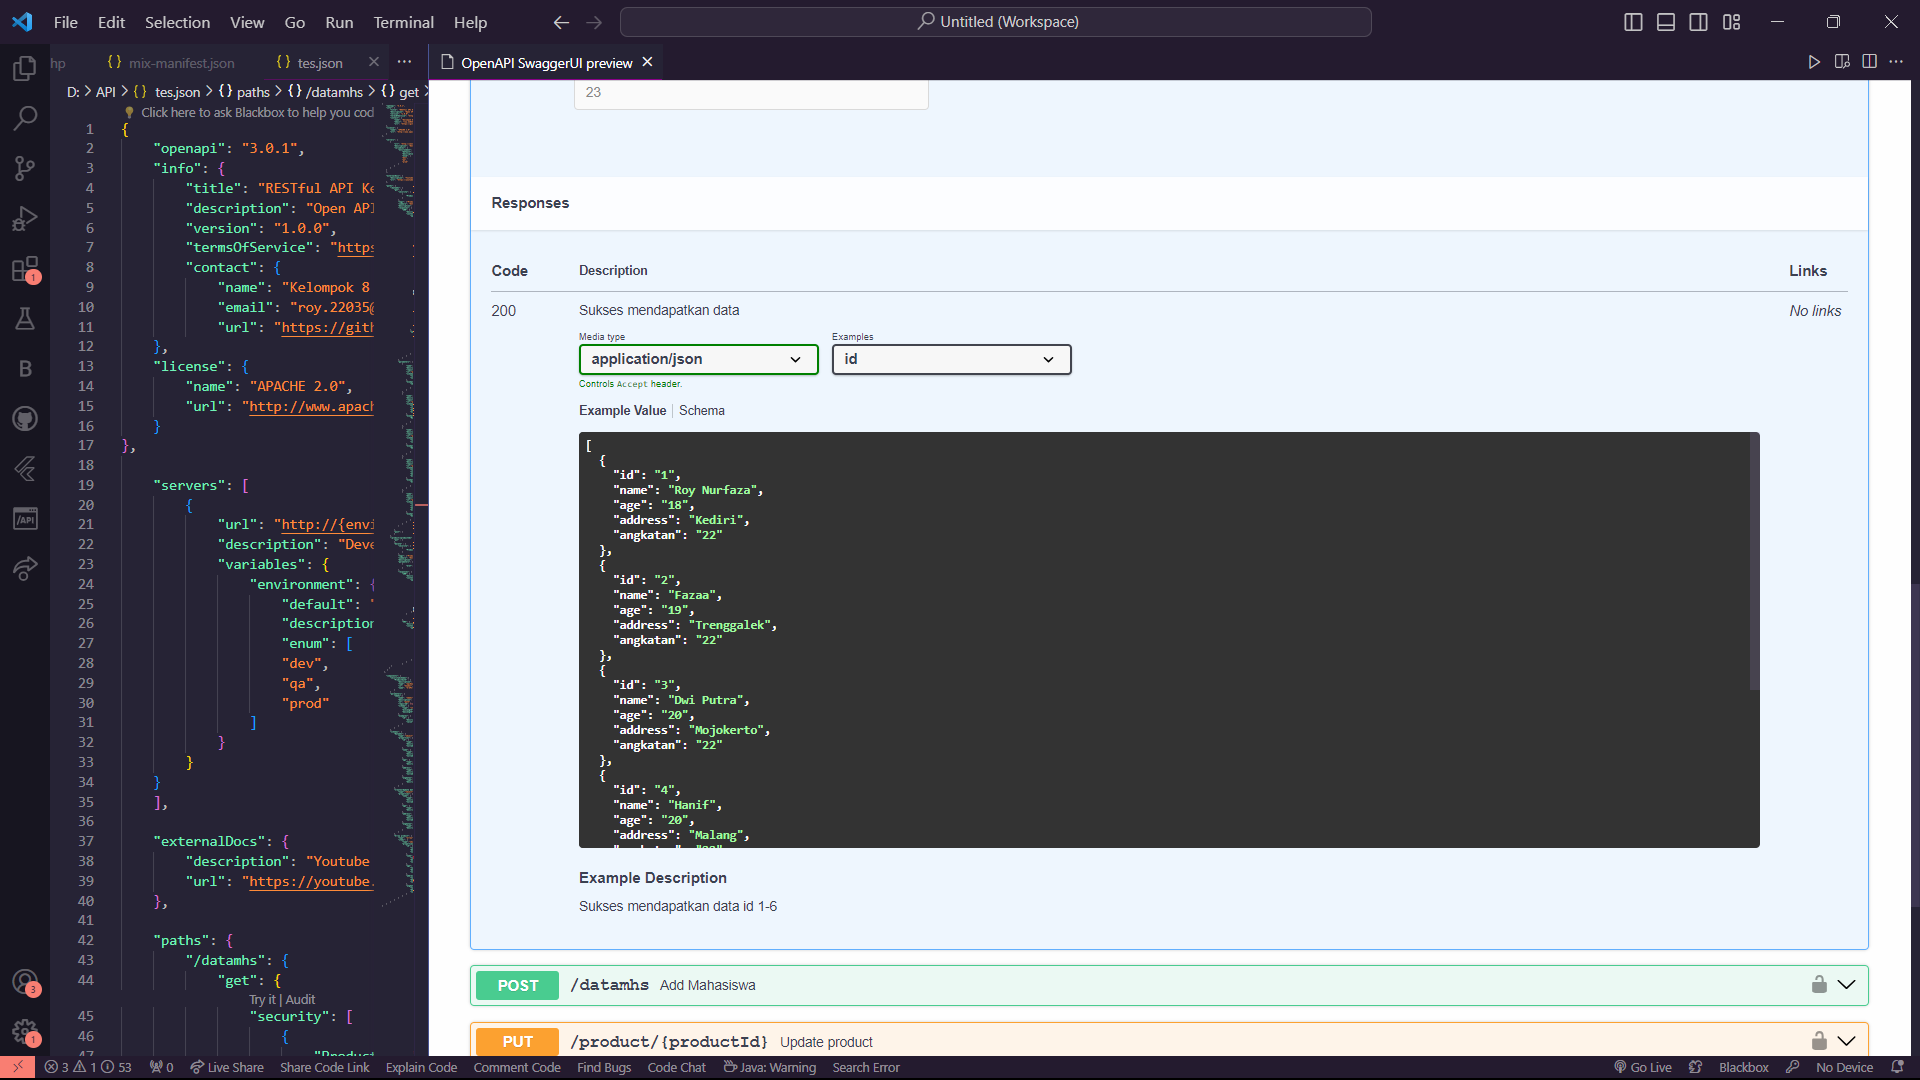 File Edit Selection View Go Run Terminal Help
Untitled (Workspace)
hp
{} mix-manifest.json
{} tes.json
OpenAPI SwaggerUI preview
D: > API > {} tes.json > {} paths > {} /datamhs > {} get >
Click here to ask Blackbox to help you cod
1 {
2 "openapi": "3.0.1",
3 "info": {
4 "title": "RESTful API Ke
5 "description": "Open API
6 "version": "1.0.0",
7 "termsOfService": "https
8 "contact": {
9 "name": "Kelompok 8
10 "email": "roy.22035@
11 "url": "https://gith
12 },
13 "license": {
14 "name": "APACHE 2.0",
15 "url": "http://www.apach
16 }
17 },
18
19 "servers": [
20 {
21 "url": "http://{envi
22 "description": "Deve
23 "variables": {
24 "environment": {
25 "default": "
26 "description
27 "enum": [
28 "dev",
29 "qa",
30 "prod"
31 ]
32 }
33 }
34 }
35 ],
36
37 "externalDocs": {
38 "description": "Youtube
39 "url": "https://youtube.
40 },
41
42 "paths": {
43 "/datamhs": {
44 "get": {
Try it | Audit
45 "security": [
46 {
47 "Product
23
Responses
Code Description Links
200 Sukses mendapatkan data No links
Media type
Examples
application/json
id
Controls Accept header.
Example Value | Schema
[
{
"id": "1",
"name": "Roy Nurfaza",
"age": "18",
"address": "Kediri",
"angkatan": "22"
},
{
"id": "2",
"name": "Fazaa",
"age": "19",
"address": "Trenggalek",
"angkatan": "22"
},
{
"id": "3",
"name": "Dwi Putra",
"age": "20",
"address": "Mojokerto",
"angkatan": "22"
},
{
"id": "4",
"name": "Hanif",
"age": "20",
"address": "Malang",
Example Description
Sukses mendapatkan data id 1-6
POST /datamhs Add Mahasiswa
PUT /product/{productId} Update product
B
/API
1
3
1
3 1 53 0 Live Share Share Code Link Explain Code Comment Code Find Bugs Code Chat Java: Warning Search Error Go Live Blackbox No Device